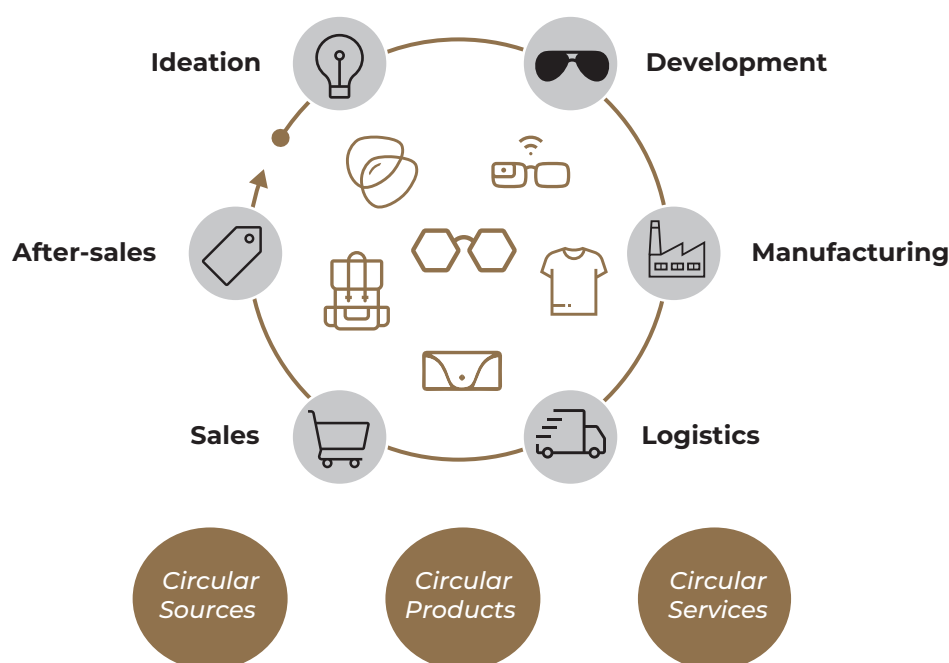 Ideation
Development
After-sales
Manufacturing
Sales
Logistics
Circular
Sources
Circular
Products
Circular
Services